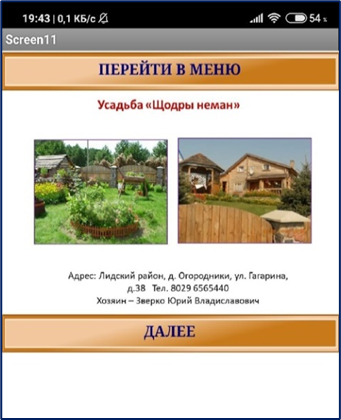 19:43 | 0,1 КБ/с 54 %
Screen11
ПЕРЕЙТИ В МЕНЮ
Усадьба «Щодры неман»
Адрес: Лидский район, д. Огородники, ул. Гагарина,
д.38 Тел. 8029 6565440
Хозяин – Зверко Юрий Владиславович
ДАЛЕЕ